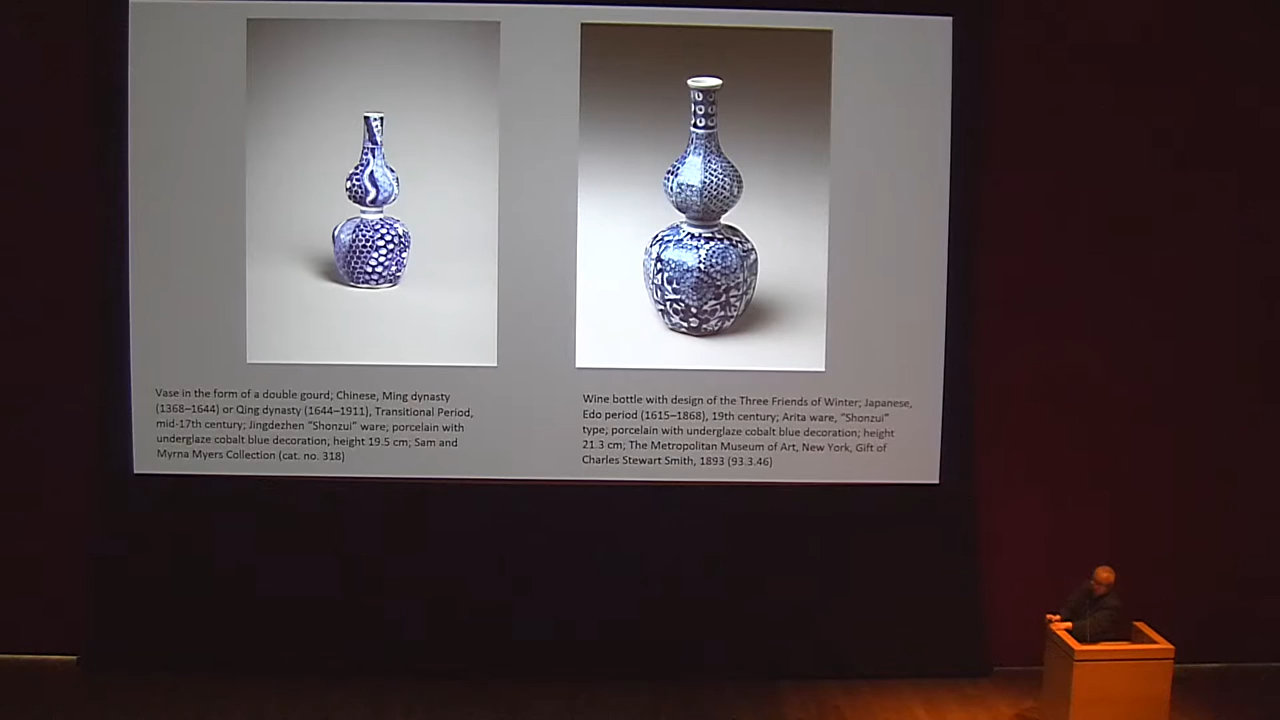 Vase in the form of a double gourd; Chinese, Ming dynasty
(1368–1644) or Qing dynasty (1644–1911), Transitional Period,
mid-17th century; Jingdezhen “Shonzui” ware; porcelain with
underglaze cobalt blue decoration, height 19.5 cm; Sam and
Myrna Myers Collection (cat. no. 318)
Wine bottle with design of the Three Friends of Winter; Japanese,
Edo period (1615–1868), 19th century; Arita ware, “Shonzui”
type; porcelain with underglaze cobalt blue decoration; height
21.3 cm; The Metropolitan Museum of Art, New York, Gift of
Charles Stewart Smith, 1893 (93.3.46)